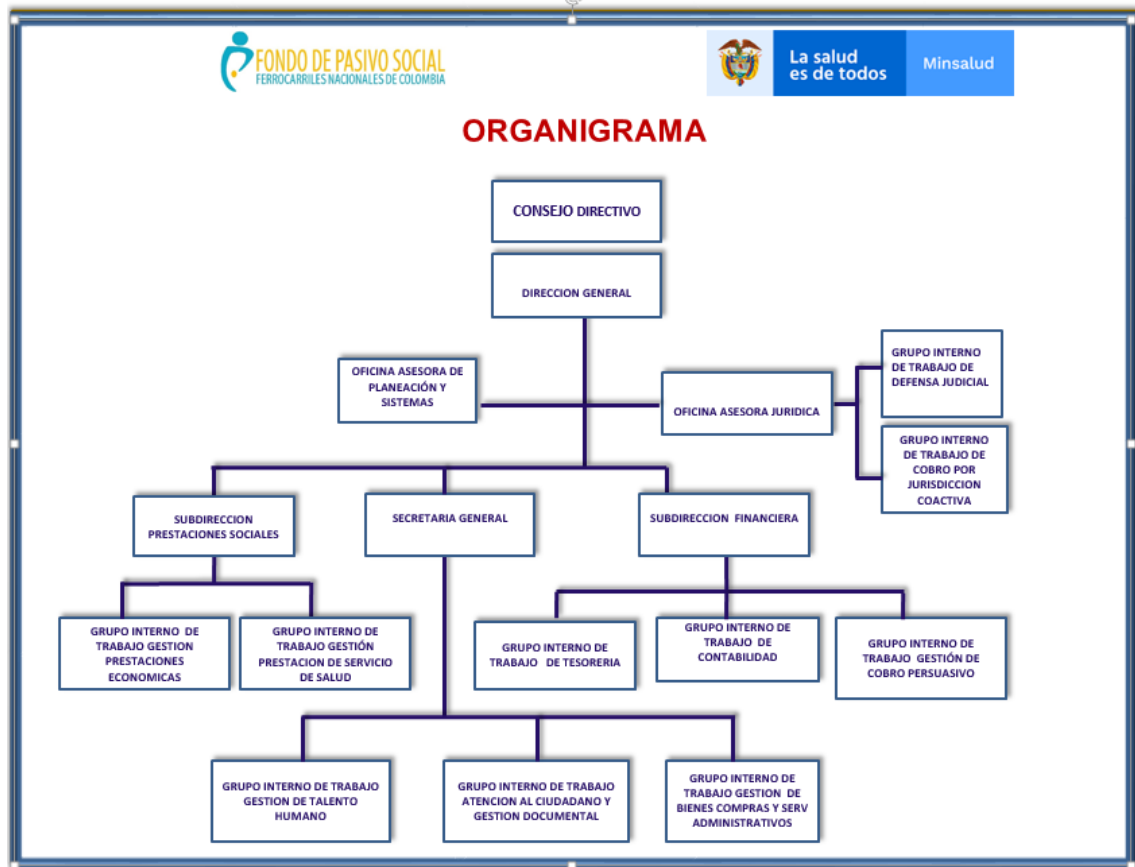 FONDO DE PASIVO SOCIAL
FERROCARRILES NACIONALES DE COLOMBIA
La salud
es de todos
Minsalud
ORGANIGRAMA
CONSEJO DIRECTIVO
DIRECCION GENERAL
OFICINA ASESORA DE
PLANEACIÓN Y
SISTEMAS
OFICINA ASESORA JURIDICA
GRUPO INTERNO
DE TRABAJO DE
DEFENSA JUDICIAL
GRUPO INTERNO
DE TRABAJO DE
COBRO POR
JURISDICCION
COACTIVA
SUBDIRECCION
PRESTACIONES SOCIALES
SECRETARIA GENERAL
SUBDIRECCION FINANCIERA
GRUPO INTERNO DE
TRABAJO GESTION
PRESTACIONES
ECONOMICAS
GRUPO INTERNO DE
TRABAJO GESTIÓN
PRESTACION DE SERVICIO
DE SALUD
GRUPO INTERNO DE
TRABAJO DE TESORERIA
GRUPO INTERNO DE
TRABAJO DE
CONTABILIDAD
GRUPO INTERNO DE
TRABAJO GESTIÓN DE
COBRO PERSUASIVO
GRUPO INTERNO DE TRABAJO
GESTION DE TALENTO
HUMANO
GRUPO INTERNO DE TRABAJO
ATENCION AL CIUDADANO Y
GESTION DOCUMENTAL
GRUPO INTERNO DE
TRABAJO GESTION DE
BIENES COMPRAS Y SERV
ADMINISTRATIVOS